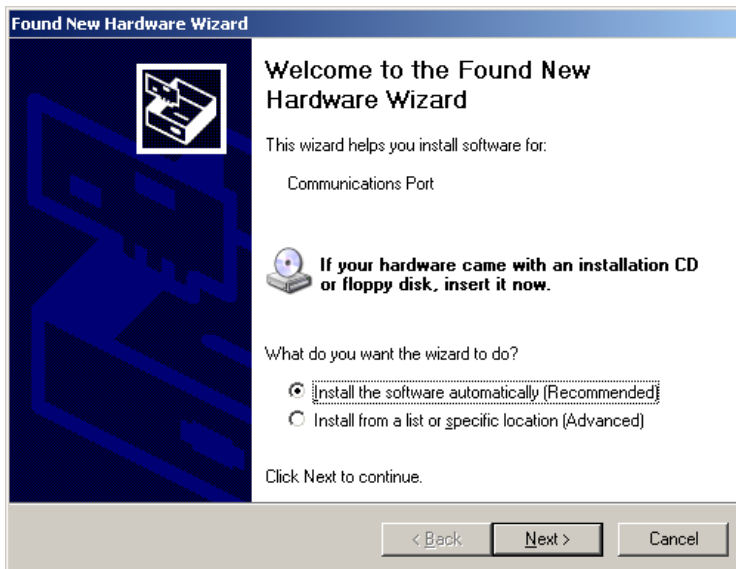 Found New Hardware Wizard
Welcome to the Found New
Hardware Wizard
This wizard helps you install software for:
Communications Port
If your hardware came with an installation CD
or floppy disk, insert it now.
What do you want the wizard to do?
Install the software automatically (Recommended)
Install from a list or specific location (Advanced)
Click Next to continue.
< Back
Next >
Cancel